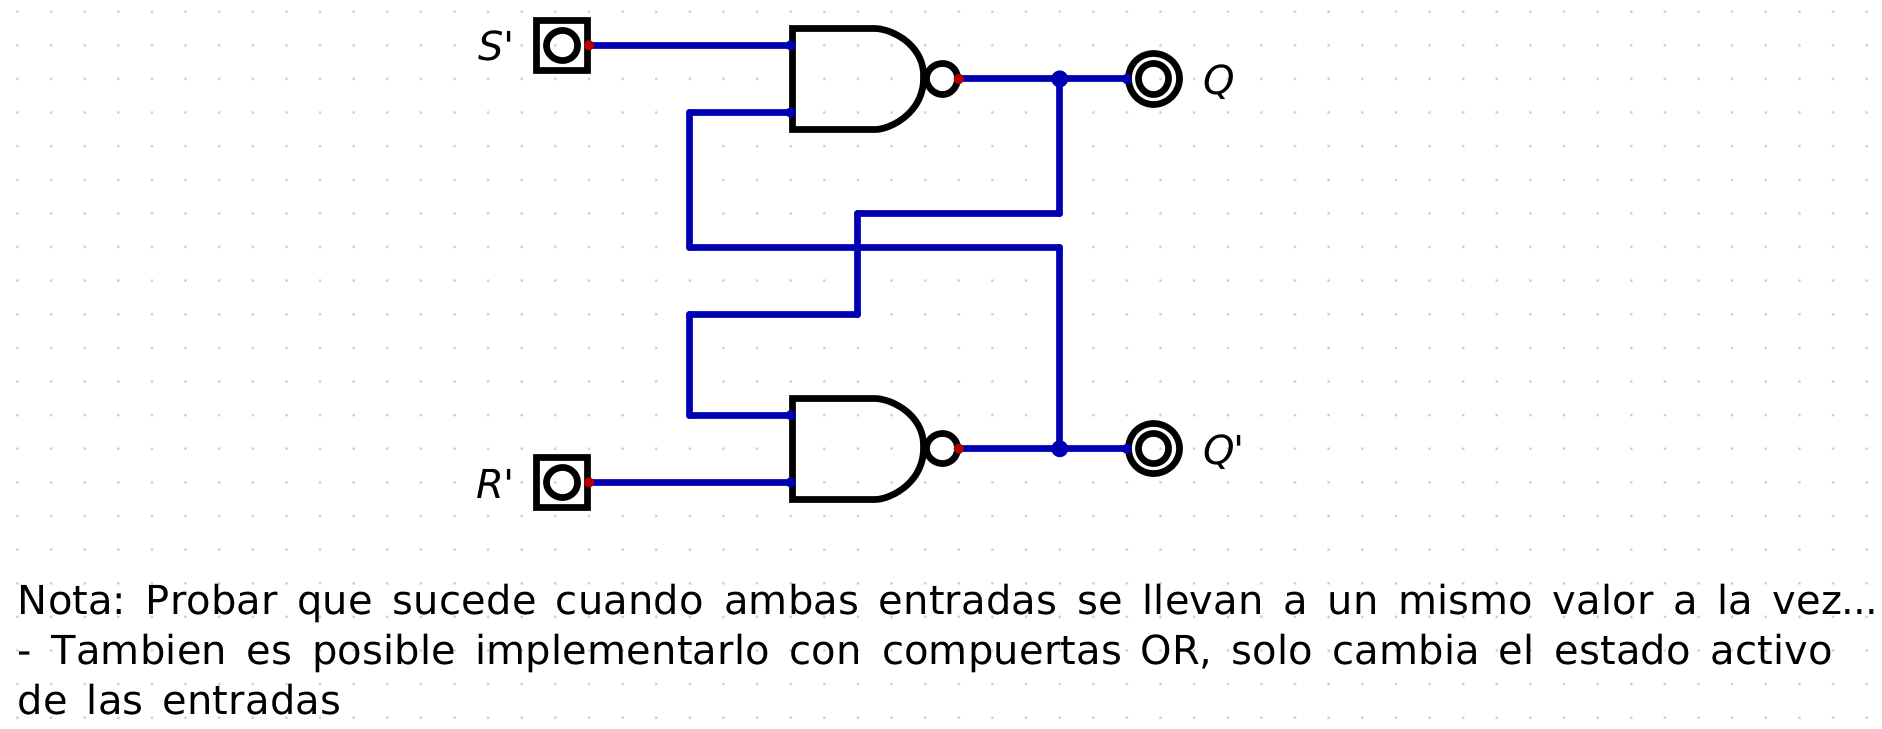 S'
Q
R'
Q'
Nota: Probar que sucede cuando ambas entradas se llevan a un mismo valor a la vez...
- Tambien es posible implementarlo con compuertas OR, solo cambia el estado activo
de las entradas